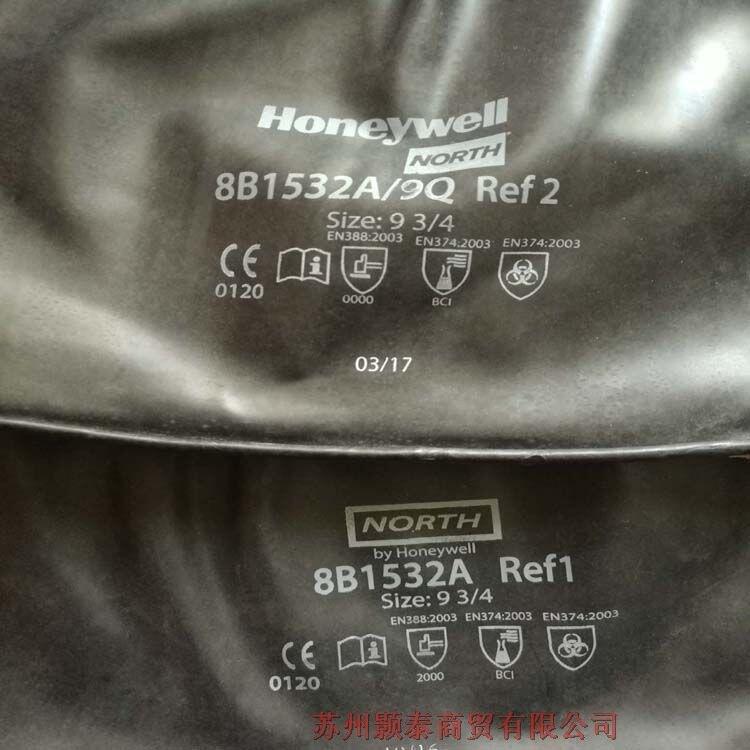 Honeywell
NORTH
8B1532A/9Q Ref 2
Size: 9 3/4
EN388:2003 EN374:2003 EN374:2003
CE
0120
i
0000
BCI
03/17
NORTH
by Honeywell
8B1532A Ref1
Size: 9 3/4
EN388:2003 EN374:2003 EN374:2003
CE
0120
i
2000
BCI
苏州颢泰商贸有限公司